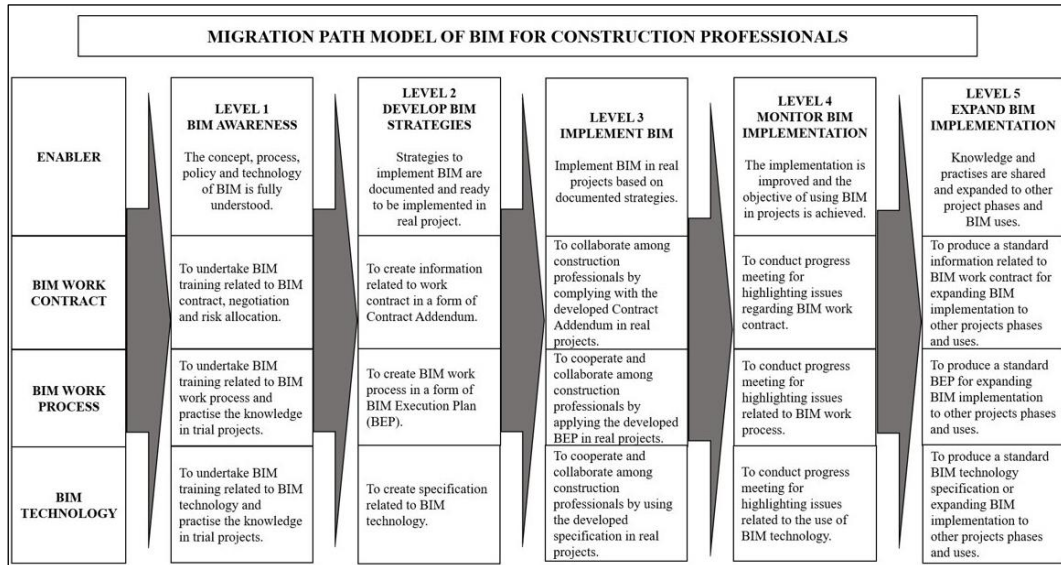 MIGRATION PATH MODEL OF BIM FOR CONSTRUCTION PROFESSIONALS
ENABLER
LEVEL 1
BIM AWARENESS
The concept, process,
policy and technology
of BIM is fully
understood.
LEVEL 2
DEVELOP BIM
STRATEGIES
Strategies to
implement BIM are
documented and ready
to be implemented in
real project.
LEVEL 3
IMPLEMENT BIM
Implement BIM in real
projects based on
documented strategies.
LEVEL 4
MONITOR BIM
IMPLEMENTATION
The implementation is
improved and the
objective of using BIM
in projects is achieved.
LEVEL 5
EXPAND BIM
IMPLEMENTATION
Knowledge and
practises are shared
and expanded to other
project phases and
BIM uses.
BIM WORK
CONTRACT
To undertake BIM
training related to BIM
contract, negotiation
and risk allocation.
To create information
related to work
contract in a form of
Contract Addendum.
To collaborate among
construction
professionals by
complying with the
developed Contract
Addendum in real
projects.
To conduct progress
meeting for
highlighting issues
regarding BIM work
contract.
To produce a standard
information related to
BIM work contract for
expanding BIM
implementation to
other projects phases
and uses.
BIM WORK
PROCESS
To undertake BIM
training related to BIM
work process and
practise the knowledge
in trial projects.
To create BIM work
process in a form of
BIM Execution Plan
(BEP).
To cooperate and
collaborate among
construction
professionals by
applying the developed
BEP in real projects.
To conduct progress
meeting for
highlighting issues
related to BIM work
process.
To produce a standard
BEP for expanding
BIM implementation
to other projects phases
and uses.
BIM
TECHNOLOGY
To undertake BIM
training related to BIM
technology and
practise the knowledge
in trial projects.
To create specification
related to BIM
technology.
To cooperate and
collaborate among
construction
professionals by using
the developed
specification in real
projects.
To conduct progress
meeting for
highlighting issues
related to the use of
BIM technology.
To produce a standard
BIM technology
specification or
expanding BIM
implementation to
other projects phases
and uses.